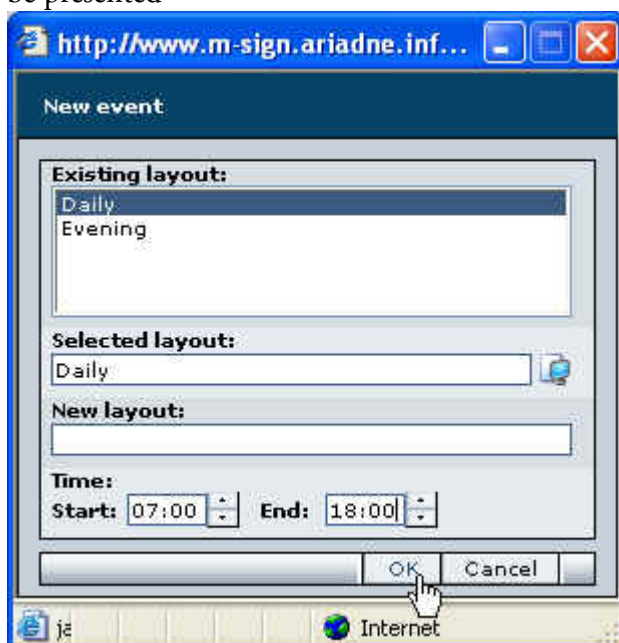 be presented
http://www.m-sign.ariadne.inf...
New event
Existing layout:
Daily
Evening
Selected layout:
Daily
New layout:
Time:
Start: 07:00 End: 18:00
OK Cancel
Internet